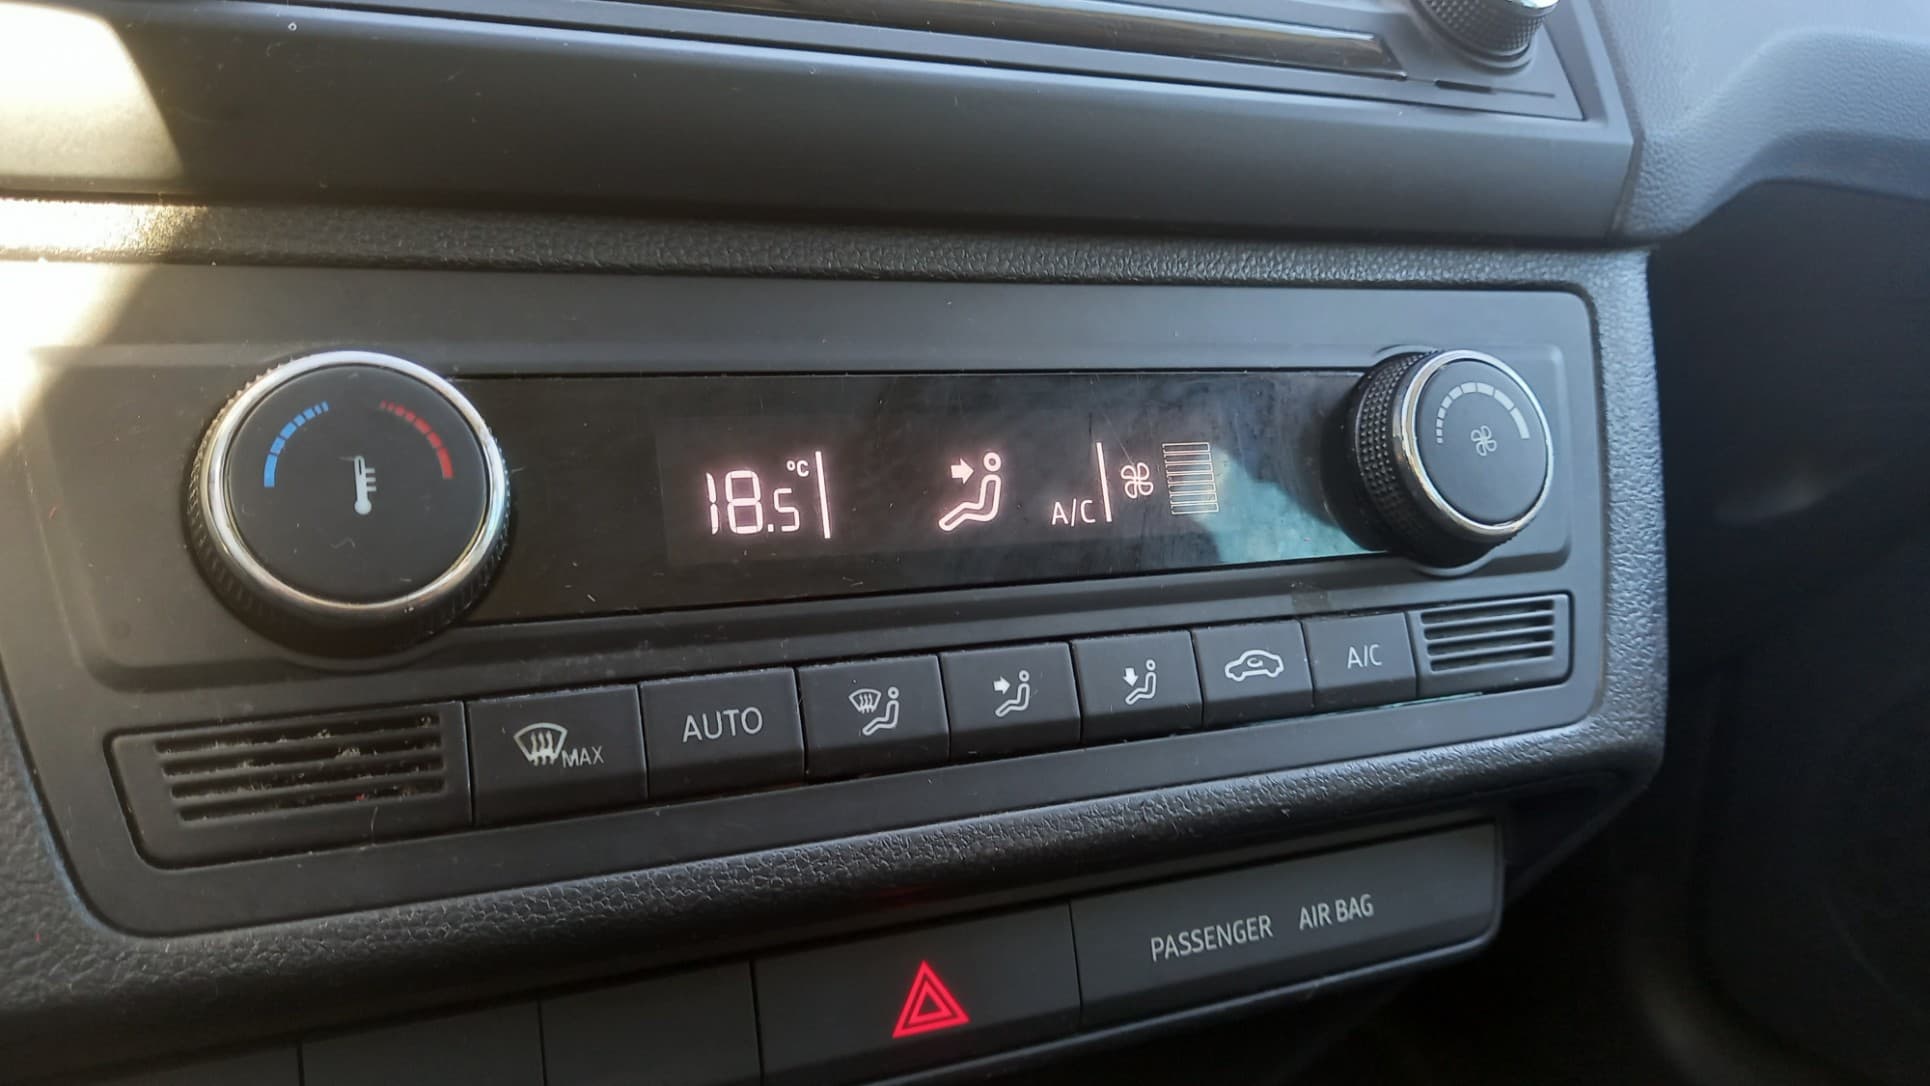 18.5 °C
A/C
MAX
AUTO
A/C
PASSENGER AIR BAG